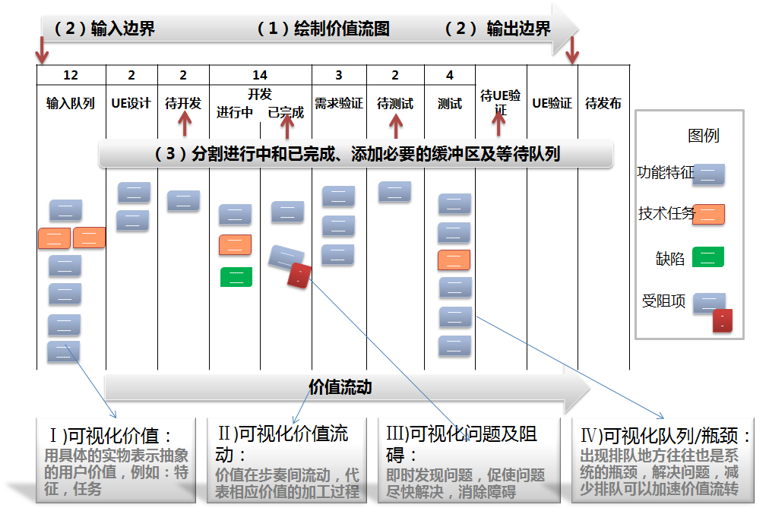 （2）输入边界 （1）绘制价值流图 （2） 输出边界
12 2 2 14 3 2 4
输入队列 UE设计 待开发 开发 需求验证 待测试 测试 待UE验证 UE验证 待发布
进行中 已完成
（3）分割进行中和已完成、添加必要的缓冲区及等待队列
图例
功能特征
技术任务
缺陷
受阻项
价值流动
Ⅰ)可视化价值：
用具体的实物表示抽象
的用户价值，例如：特
征，任务
Ⅱ)可视化价值流
动：
价值在步奏间流动，代
表相应价值的加工过程
Ⅲ)可视化问题及阻
碍：
即时发现问题，促使问题
尽快解决，消除障碍
Ⅳ)可视化队列/瓶颈：
出现排队地方往往也是系
统的瓶颈，解决问题，减
少排队可以加速价值流转